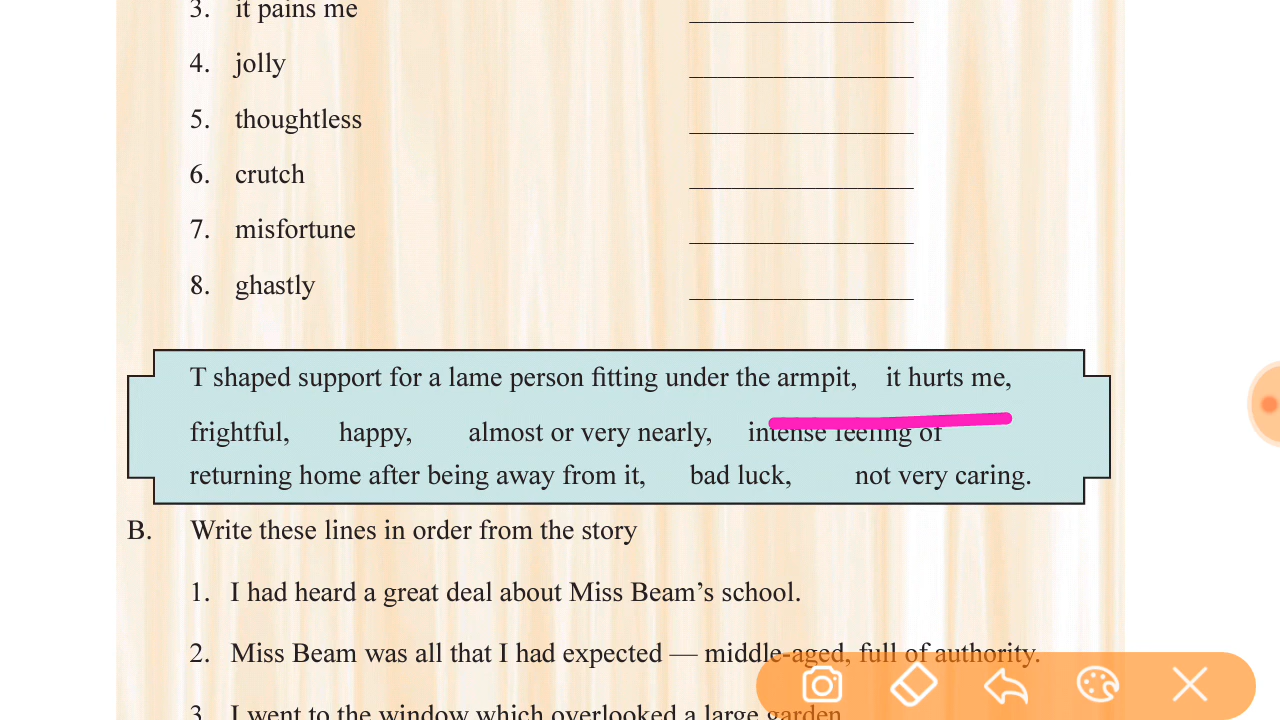 3. it pains me
4. jolly
5. thoughtless
6. crutch
7. misfortune
8. ghastly
T shaped support for a lame person fitting under the armpit, it hurts me,
frightful, happy, almost or very nearly, intense feeling of
returning home after being away from it, bad luck, not very caring.
B. Write these lines in order from the story
1. I had heard a great deal about Miss Beam's school.
2. Miss Beam was all that I had expected — middle-aged, full of authority.
3. I went to the window which overlooked a large garden